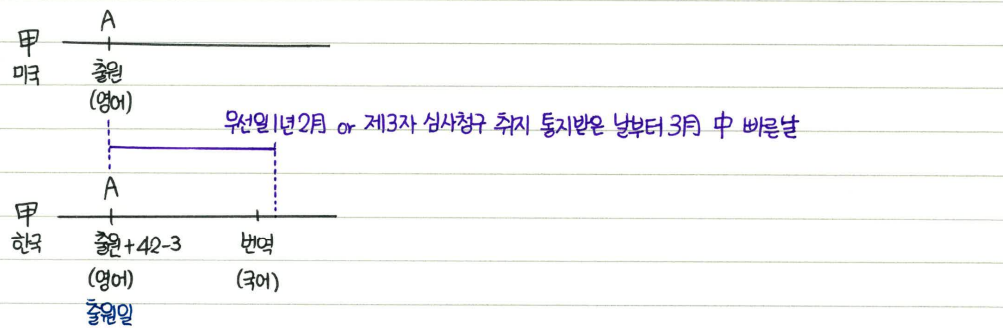 A
甲
미국
출원
(영어)
우선일 1년 2月 or 제3자 심사청구 취지 통지받은 날부터 3月 中 빠른날
A
甲
한국
출원+42-3
번역
(영어)
(국어)
출원일